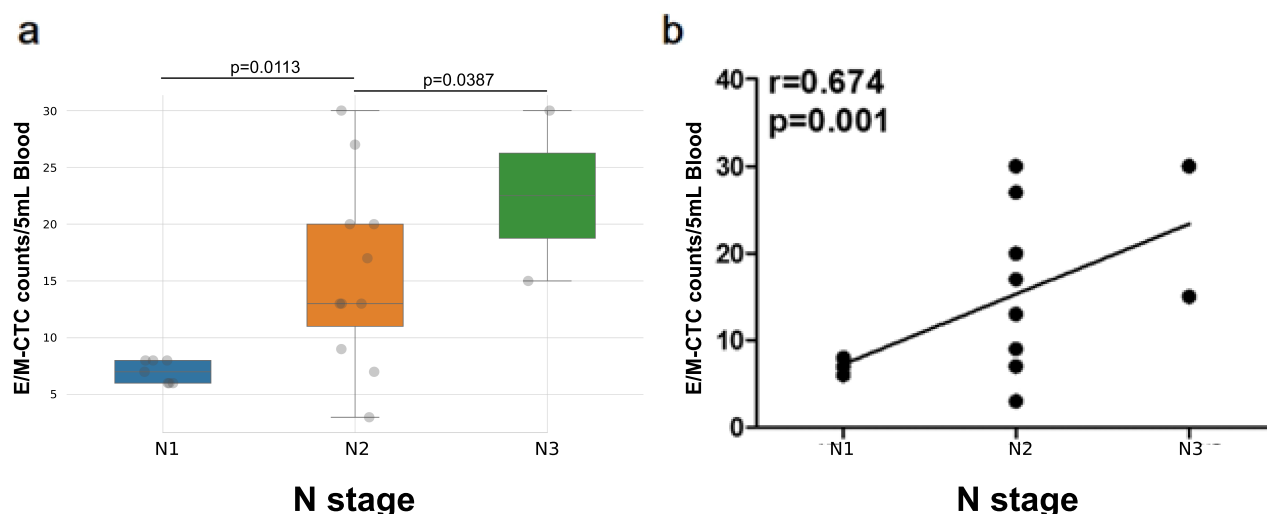 a
p=0.0113
p=0.0387
30
25
20
15
10
5
E/M-CTC counts/5mL Blood
N1 N2 N3
N stage
b
r=0.674
p=0.001
40
30
20
10
0
E/M-CTC counts/5mL Blood
N1 N2 N3
N stage